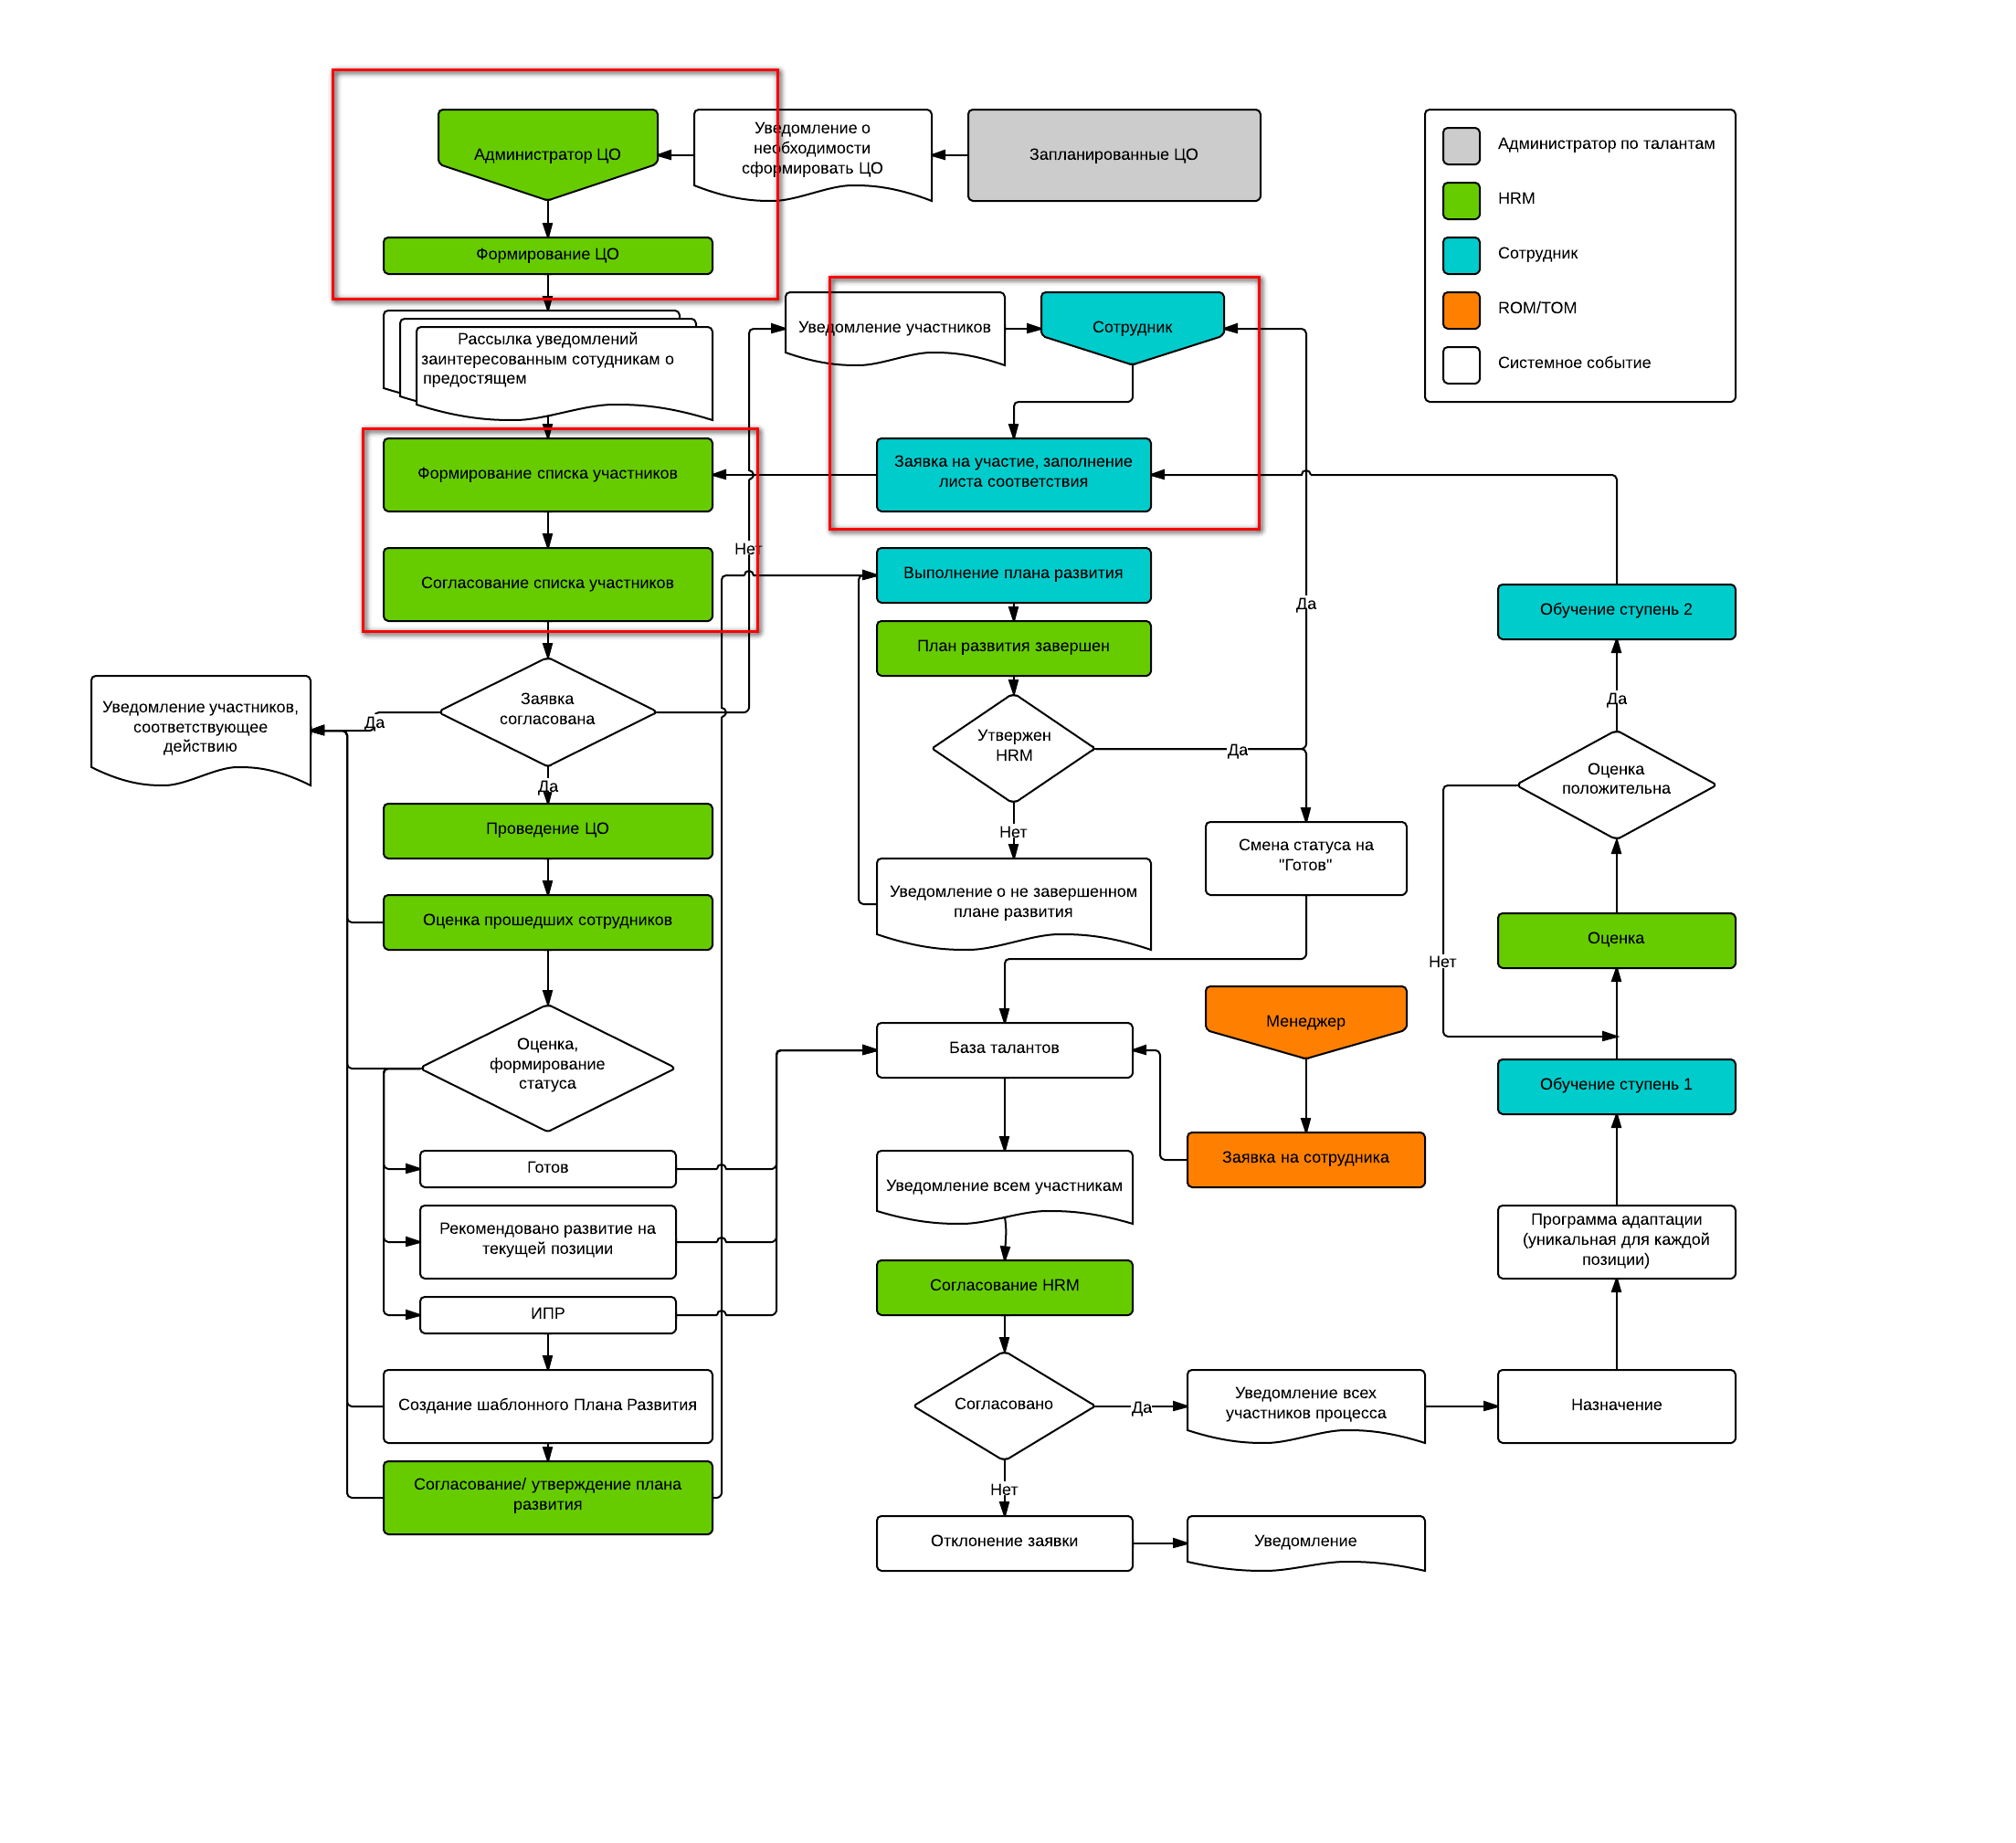 Администратор ЦО
Уведомление о
необходимости
сформировать ЦО
Запланированные ЦО
Администратор по талантам
HRM
Сотрудник
ROM/TOM
Системное событие
Формирование ЦО
Рассылка уведомлений
заинтересованным сотудникам о
предостящем
Уведомление участников
Сотрудник
Формирование списка участников
Заявка на участие, заполнение
листа соответствия
Нет
Согласование списка участников
Выполнение плана развития
Да
Обучение ступень 2
План развития завершен
Да
Заявка
согласована
Уведомление участников,
соответствующее
действию
Да
Утвержен
HRM
Да
Оценка
положительна
Да
Проведение ЦО
Нет
Смена статуса на
"Готов"
Уведомление о не завершенном
плане развития
Оценка прошедших сотрудников
Оценка
Нет
Менеджер
Оценка,
формирование
статуса
База талантов
Обучение ступень 1
Готов
Уведомление всем участникам
Заявка на сотрудника
Рекомендовано развитие на
текущей позиции
Программа адаптации
(уникальная для каждой
позиции)
Согласование HRM
ИПР
Создание шаблонного Плана Развития
Согласовано
Да
Уведомление всех
участников процесса
Назначение
Согласование/ утверждение плана
развития
Нет
Отклонение заявки
Уведомление